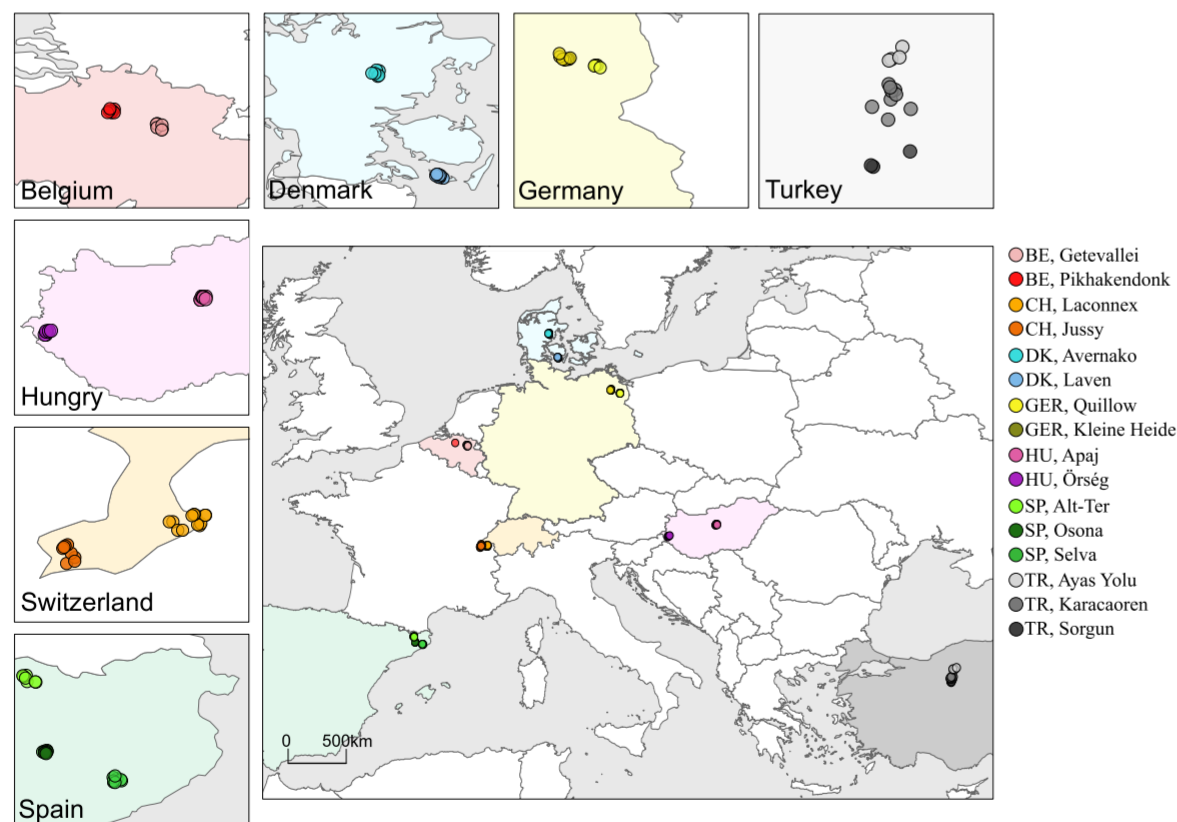 Belgium
Denmark
Germany
Turkey
Hungry
Switzerland
Spain
0 500km
BE, Getevallei
BE, Pikhakendonk
CH, Laconnex
CH, Jussy
DK, Avernako
DK, Laven
GER, Quillow
GER, Kleine Heide
HU, Apaj
HU, Örség
SP, Alt-Ter
SP, Osona
SP, Selva
TR, Ayas Yolu
TR, Karacaoren
TR, Sorgun